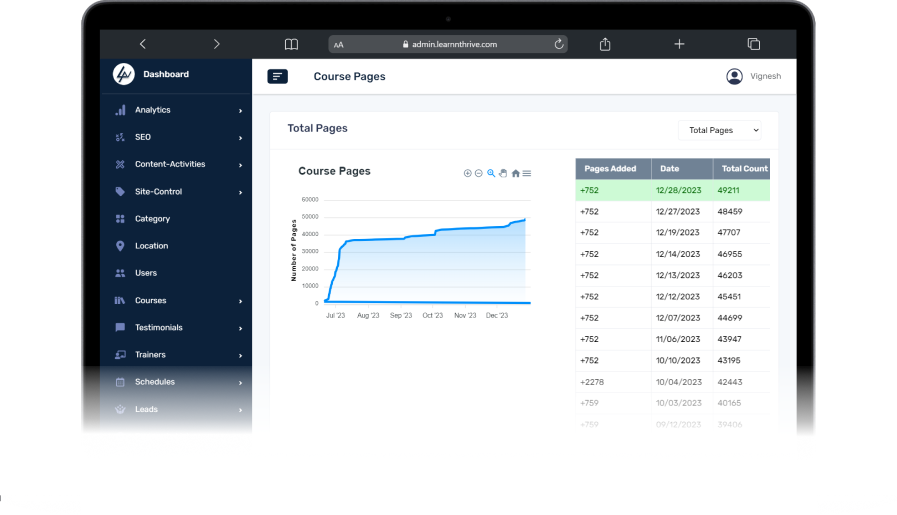 AA admin.learnnthrive.com
Dashboard
Course Pages
Vignesh
Analytics
SEO
Content-Activities
Site-Control
Category
Location
Users
Courses
Testimonials
Trainers
Schedules
Leads
Total Pages
Total Pages
Course Pages
Number of Pages
60000
50000
40000
30000
20000
10000
0
Jul '23 Aug '23 Sep '23 Oct '23 Nov '23 Dec '23
Pages Added Date Total Count
+752 12/28/2023 49211
+752 12/27/2023 48459
+752 12/19/2023 47707
+752 12/14/2023 46955
+752 12/13/2023 46203
+752 12/12/2023 45451
+752 12/07/2023 44699
+752 11/06/2023 43947
+752 10/10/2023 43195
+2278 10/04/2023 42443
+759 10/03/2023 40165
+759 09/12/2023 39406